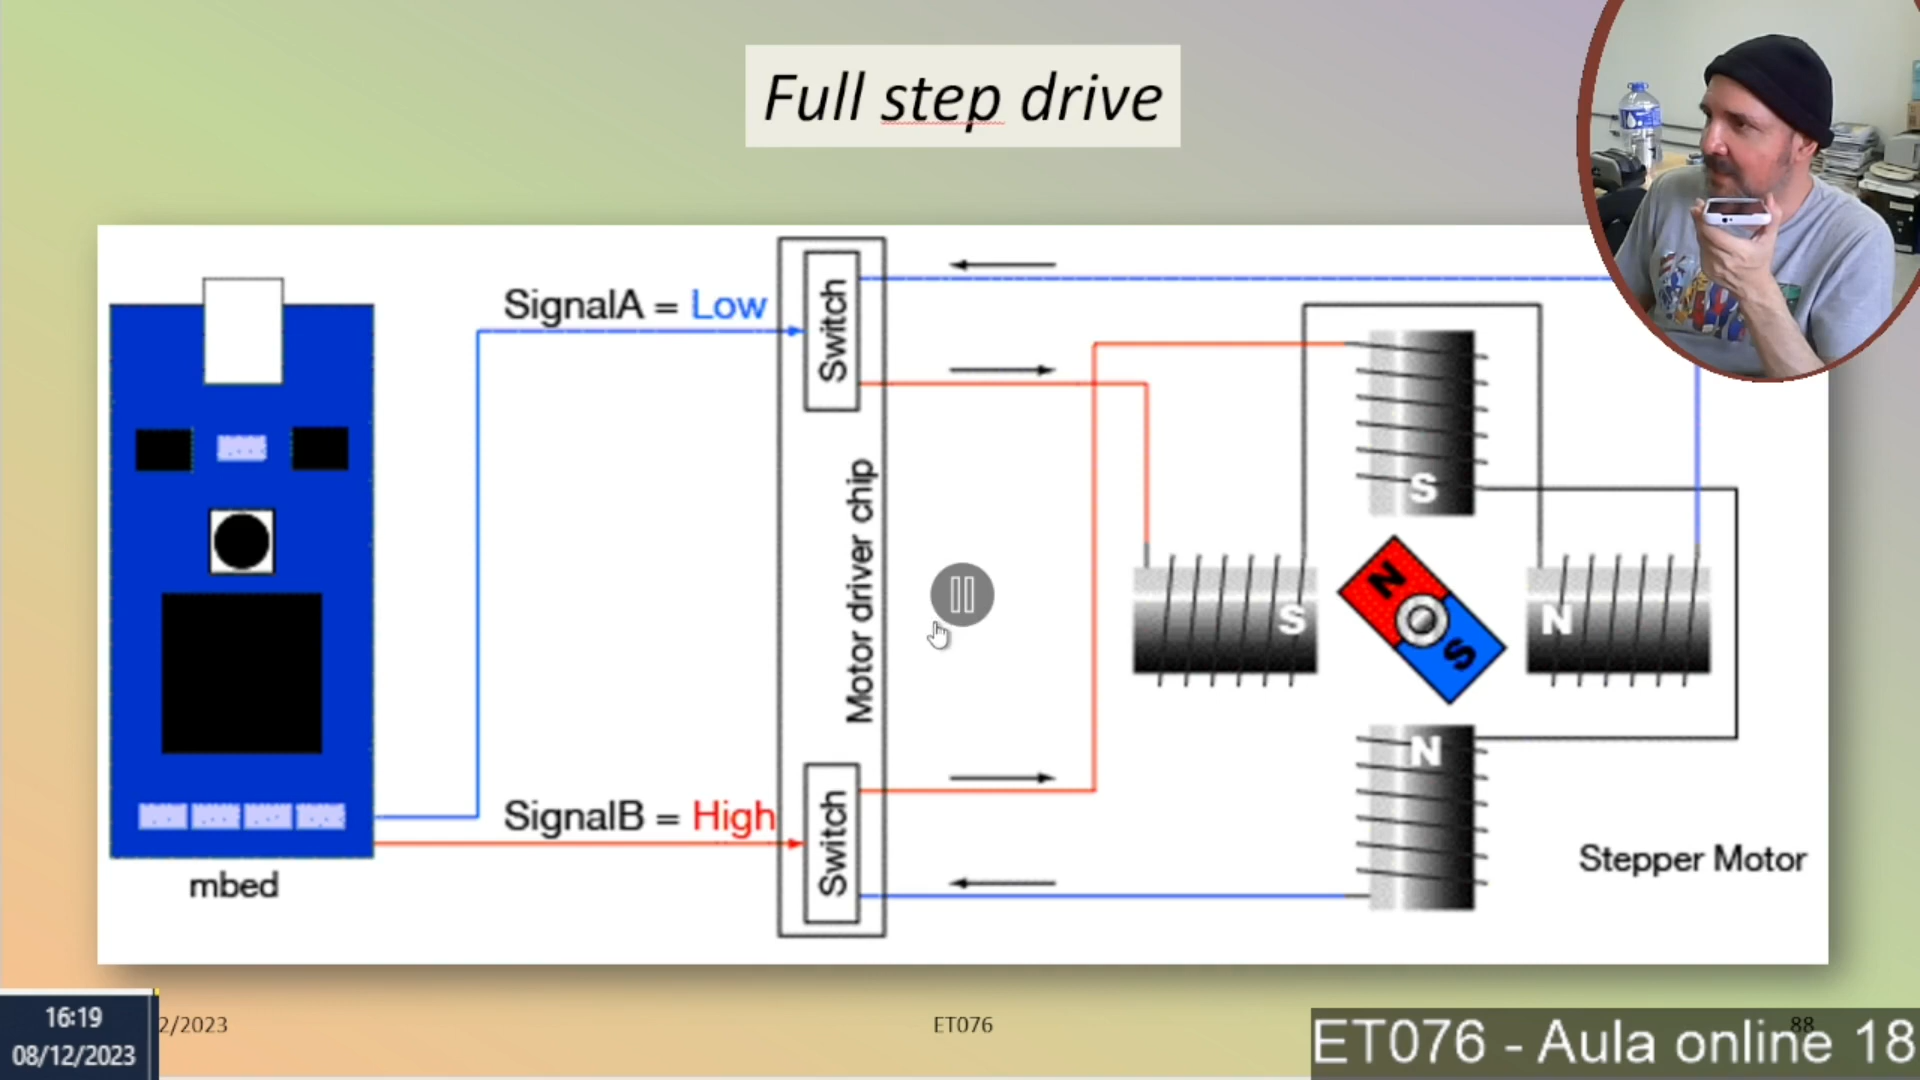 Full step drive
SignalA = Low
Switch
Motor driver chip
S
N
S
S
N
N
SignalB = High
Switch
Stepper Motor
mbed
16:19
08/12/2023
2/2023
ET076
88
ET076 - Aula online 18